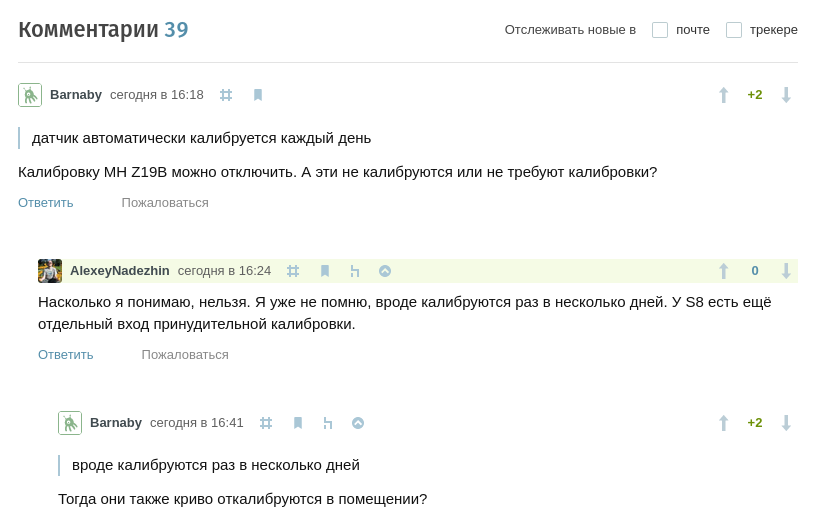 Комментарии 39
Отслеживать новые в почте трекере
Barnaby сегодня в 16:18 +2
датчик автоматически калибруется каждый день
Калибровку MH Z19B можно отключить. А эти не калибруются или не требуют калибровки?
Ответить Пожаловаться
AlexeyNadezhin сегодня в 16:24 0
Насколько я понимаю, нельзя. Я уже не помню, вроде калибруются раз в несколько дней. У S8 есть ещё
отдельный вход принудительной калибровки.
Ответить Пожаловаться
Barnaby сегодня в 16:41 +2
вроде калибруются раз в несколько дней
Тогда они также криво откалибруются в помещении?